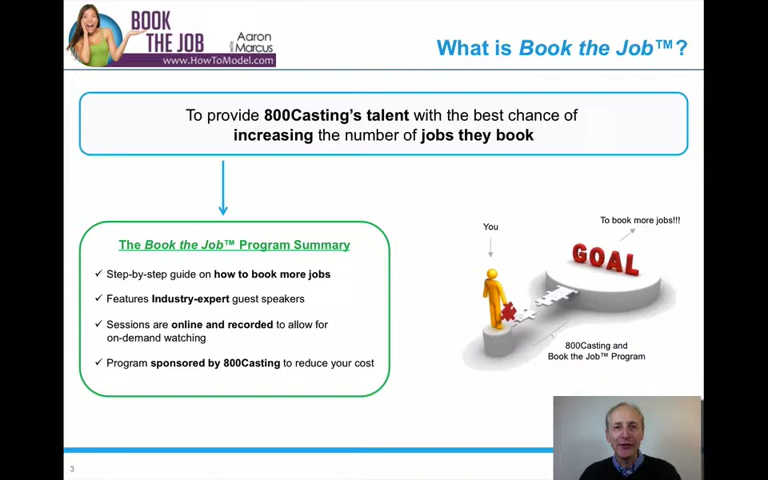 BOOK
THE JOB
WITH
Aaron
Marcus
www.HowToModel.com
What is Book the Job™?
To provide 800Casting's talent with the best chance of
increasing the number of jobs they book
The Book the Job™ Program Summary
✓ Step-by-step guide on how to book more jobs
✓ Features Industry-expert guest speakers
✓ Sessions are online and recorded to allow for
on-demand watching
✓ Program sponsored by 800Casting to reduce your cost
You
To book more jobs!!!
GOAL
800Casting and
Book the Job™ Program
3